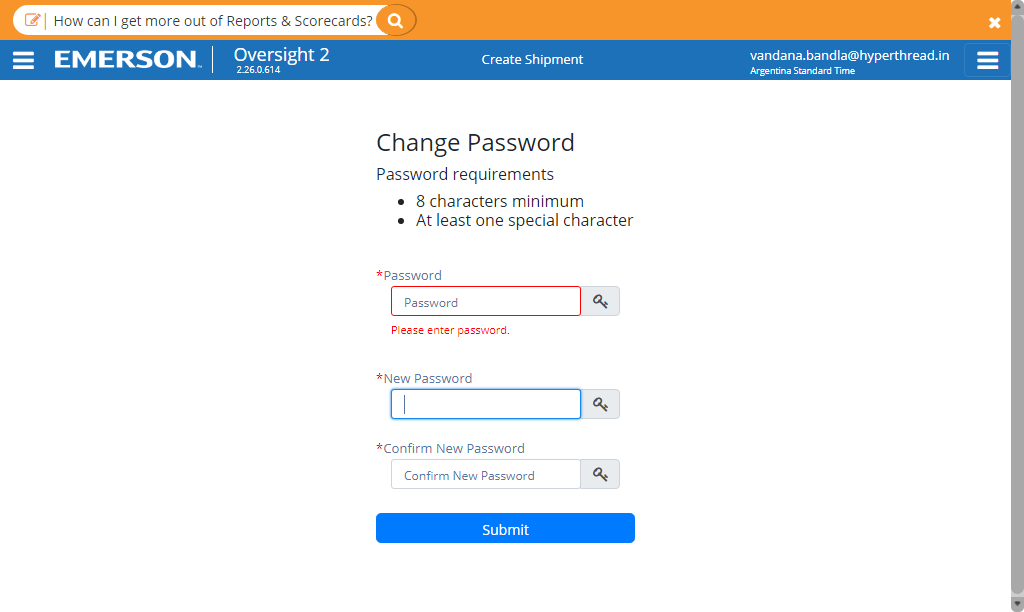 How can I get more out of Reports & Scorecards?
EMERSON™
Oversight 2
2.26.0.614
Create Shipment
vandana.bandla@hyperthread.in
Argentina Standard Time
Change Password
Password requirements
• 8 characters minimum
• At least one special character
*Password
Password
Please enter password.
*New Password
*Confirm New Password
Confirm New Password
Submit